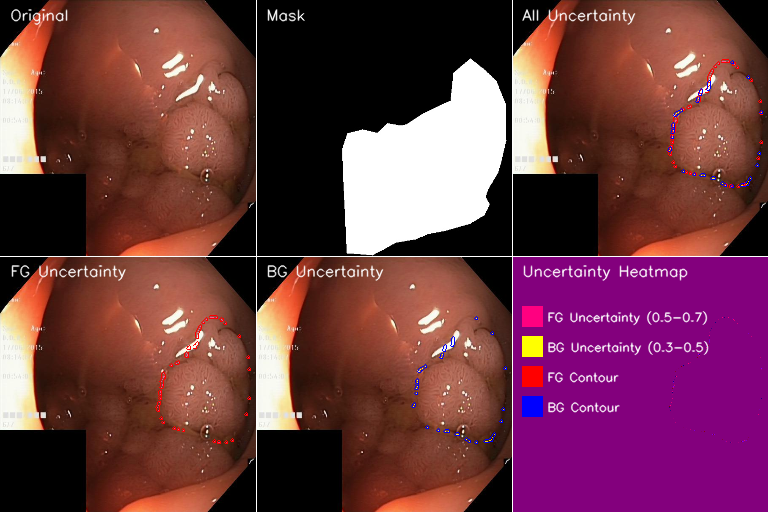 Original
Mask
All Uncertainty
FG Uncertainty
BG Uncertainty
Uncertainty Heatmap
FG Uncertainty (0.5-0.7)
BG Uncertainty (0.3-0.5)
FG Contour
BG Contour